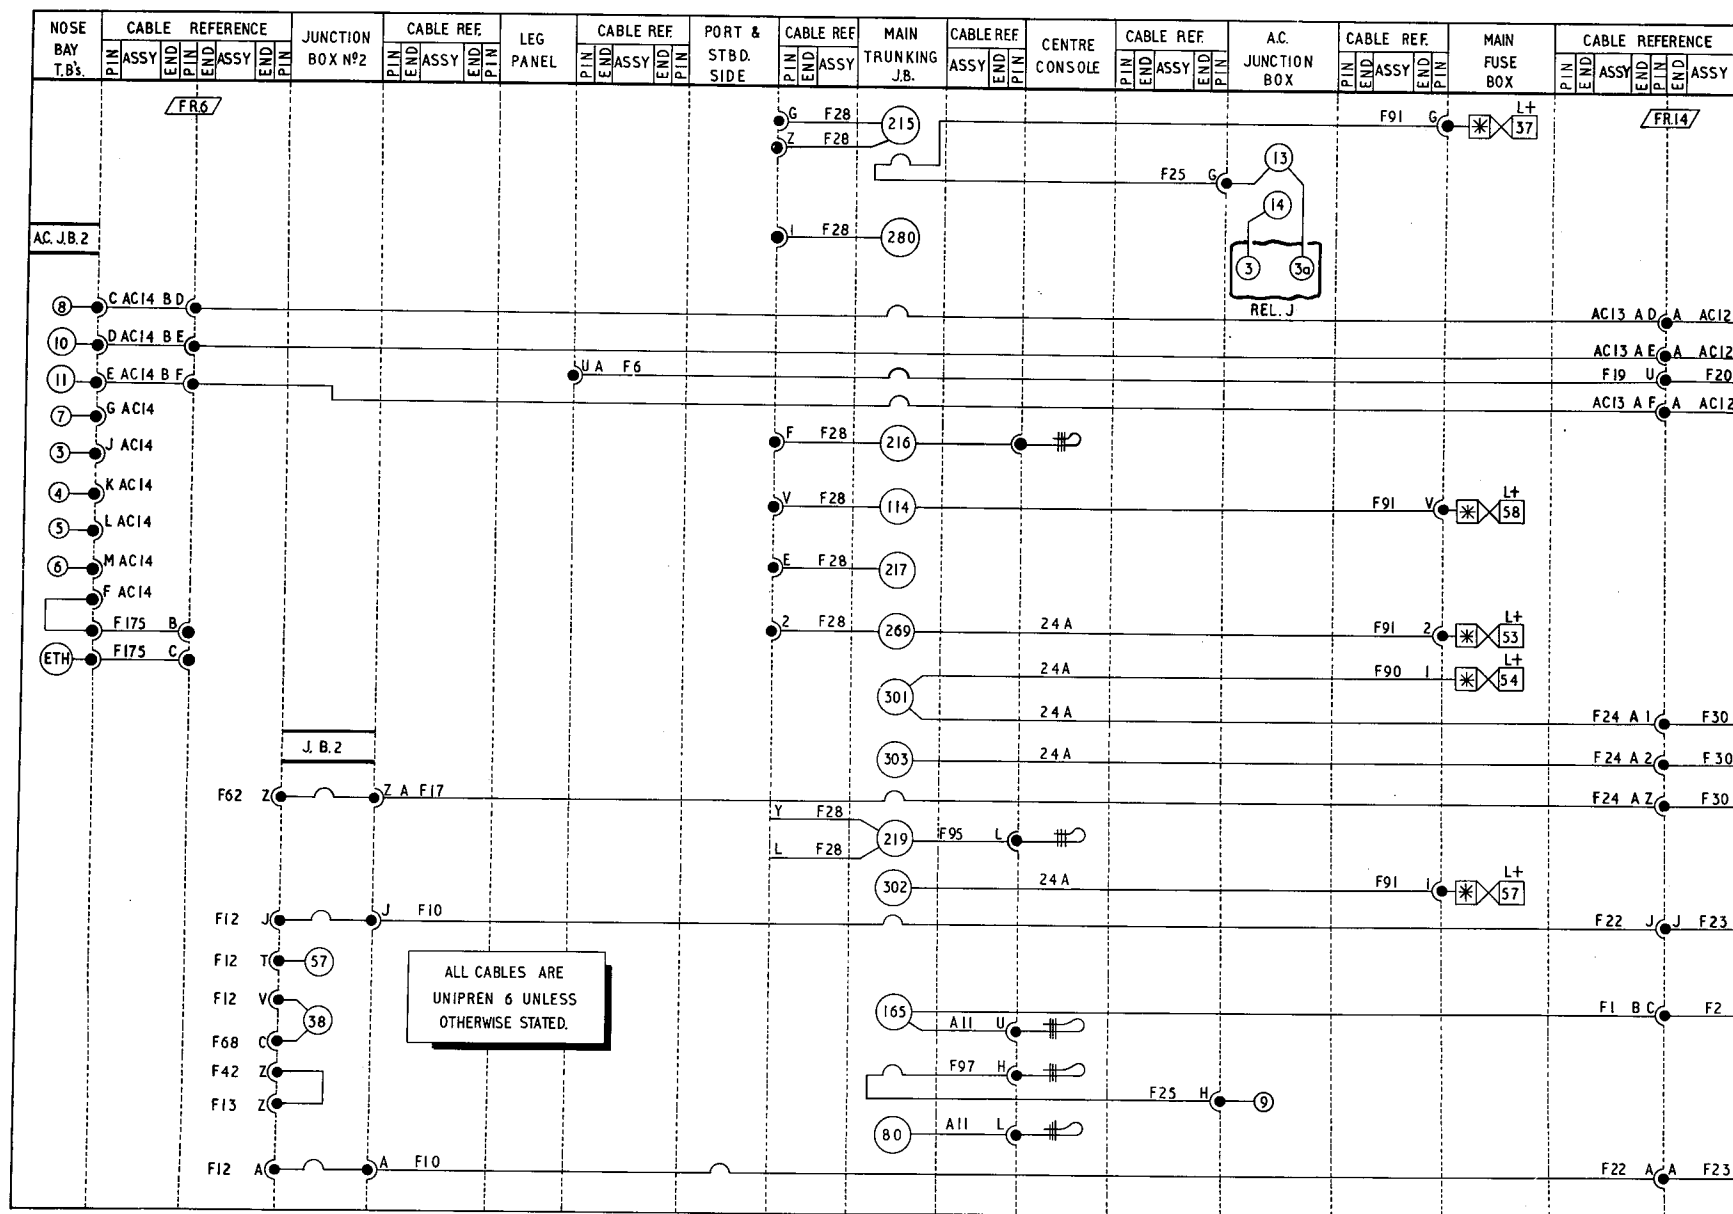 NOSE BAY T.B's.
CABLE REFERENCE
PIN ASSY END PIN END ASSY END PIN
JUNCTION BOX Nº2
CABLE REF.
PIN END ASSY END PIN
LEG PANEL
CABLE REF.
PIN END ASSY END PIN
PORT & STBD. SIDE
CABLE REF
PIN END ASSY
MAIN TRUNKING J.B.
CABLE REF
ASSY END PIN
CENTRE CONSOLE
CABLE REF.
PIN END ASSY END PIN
A.C. JUNCTION BOX
CABLE REF.
PIN END ASSY END PIN
MAIN FUSE BOX
CABLE REFERENCE
PIN END ASSY END PIN END ASSY
FR.6
G F28 215
F91 G L+ 37
FR.14
Z F28
F25 G 13
14
A.C. J.B.2
1 F28 280
3 3a
REL. J
8 C AC14 B D
AC13 A D A AC12
10 D AC14 B E
AC13 A E A AC12
11 E AC14 B F
U A F6
F19 U F20
AC13 A F A AC12
7 G AC14
F F28 216
3 J AC14
4 K AC14
V F28 114
F91 V L+ 58
5 L AC14
6 M AC14
E F28 217
F AC14
F175 B
2 F28 269 24A F91 2 L+ 53
ETH F175 C
24A F90 1 L+ 54
301
24A F24 A 1 F30
J. B. 2
303 24A F24 A 2 F30
F62 Z Z A F17
F24 A Z F30
Y F28
219 F95 L
L F28
302 24A F91 1 L+ 57
F12 J J F10
F22 J J F23
F12 T 57
ALL CABLES ARE
UNIPREN 6 UNLESS
OTHERWISE STATED.
F12 V
38
165 F1 B C F2
A11 U
F68 C
F42 Z
F97 H
F13 Z
F25 H 9
80 A11 L
F12 A A F10
F22 A A F23